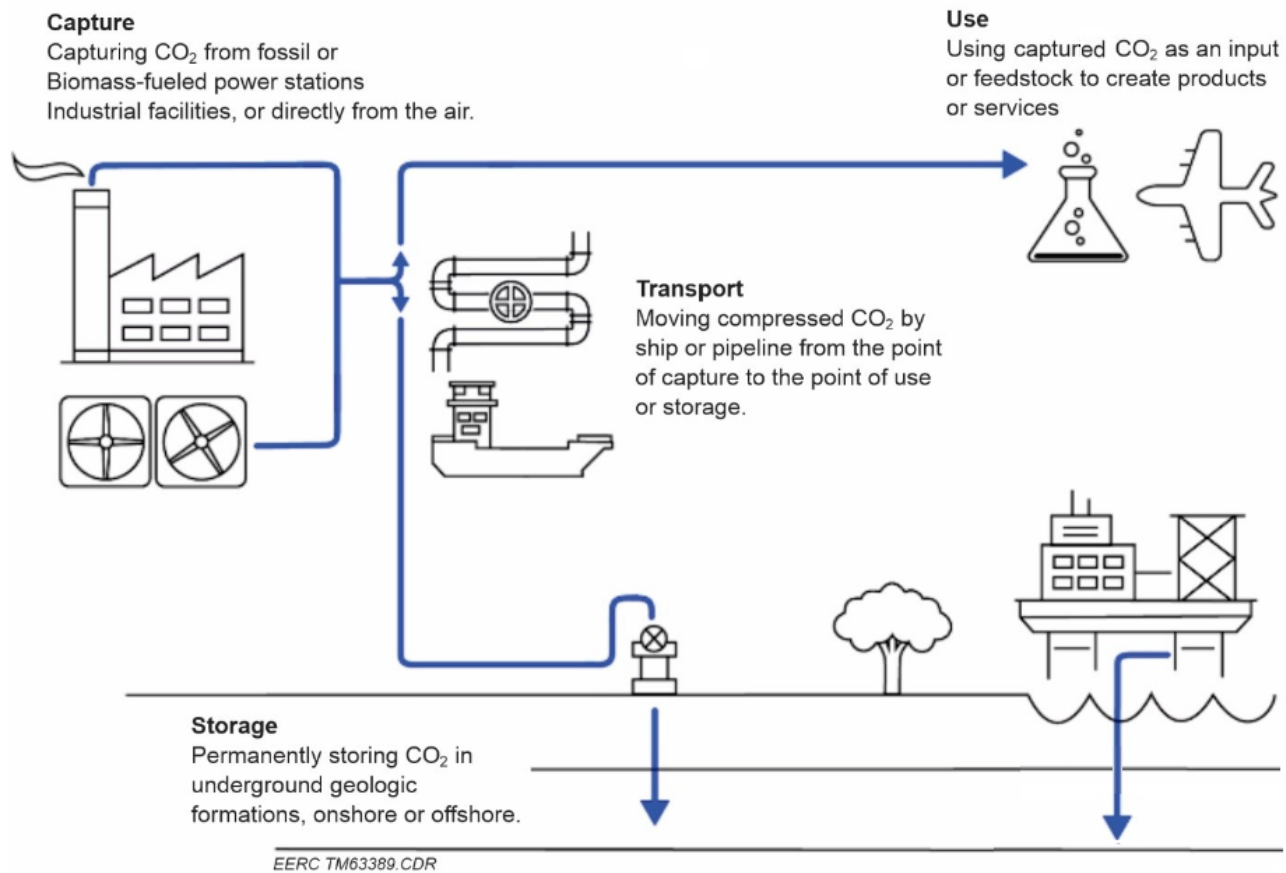 Capture
Capturing CO₂ from fossil or
Biomass-fueled power stations
Industrial facilities, or directly from the air.
Use
Using captured CO₂ as an input
or feedstock to create products
or services
Transport
Moving compressed CO₂ by
ship or pipeline from the point
of capture to the point of use
or storage.
Storage
Permanently storing CO₂ in
underground geologic
formations, onshore or offshore.
EERC TM63389.CDR